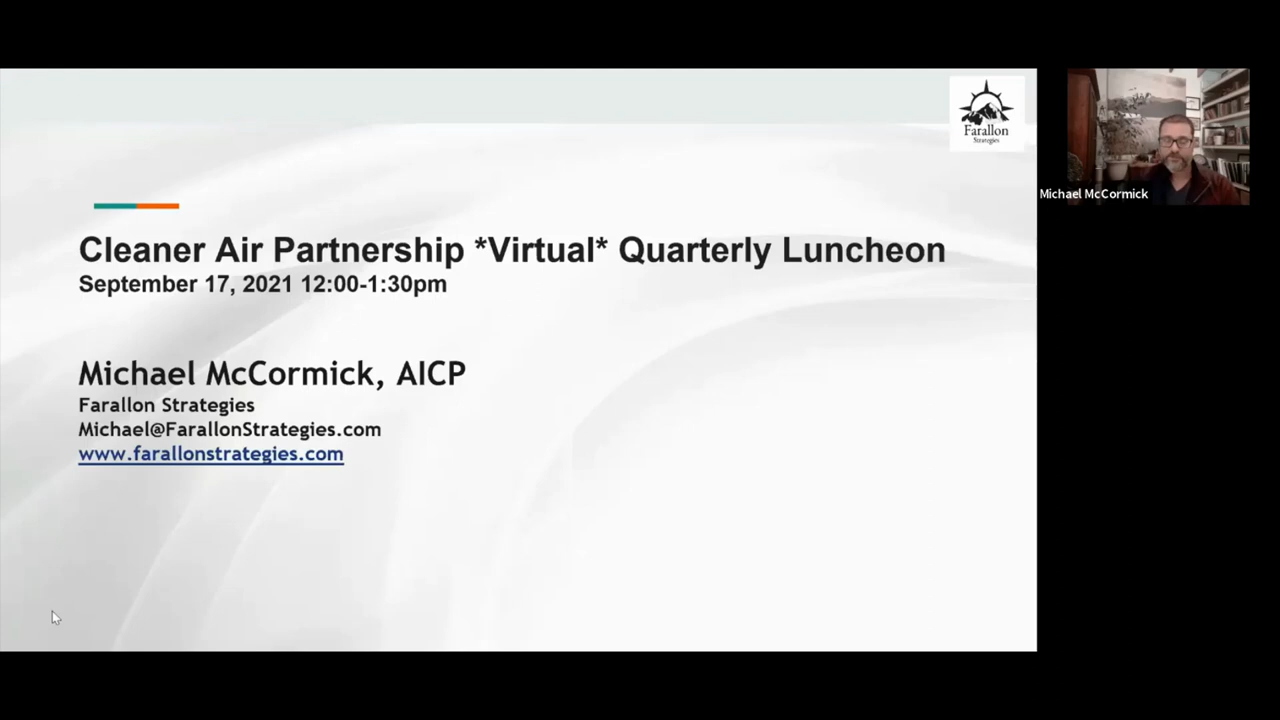 Farallon
Strategies
Michael McCormick
Cleaner Air Partnership *Virtual* Quarterly Luncheon
September 17, 2021 12:00-1:30pm
Michael McCormick, AICP
Farallon Strategies
Michael@FarallonStrategies.com
www.farallonstrategies.com